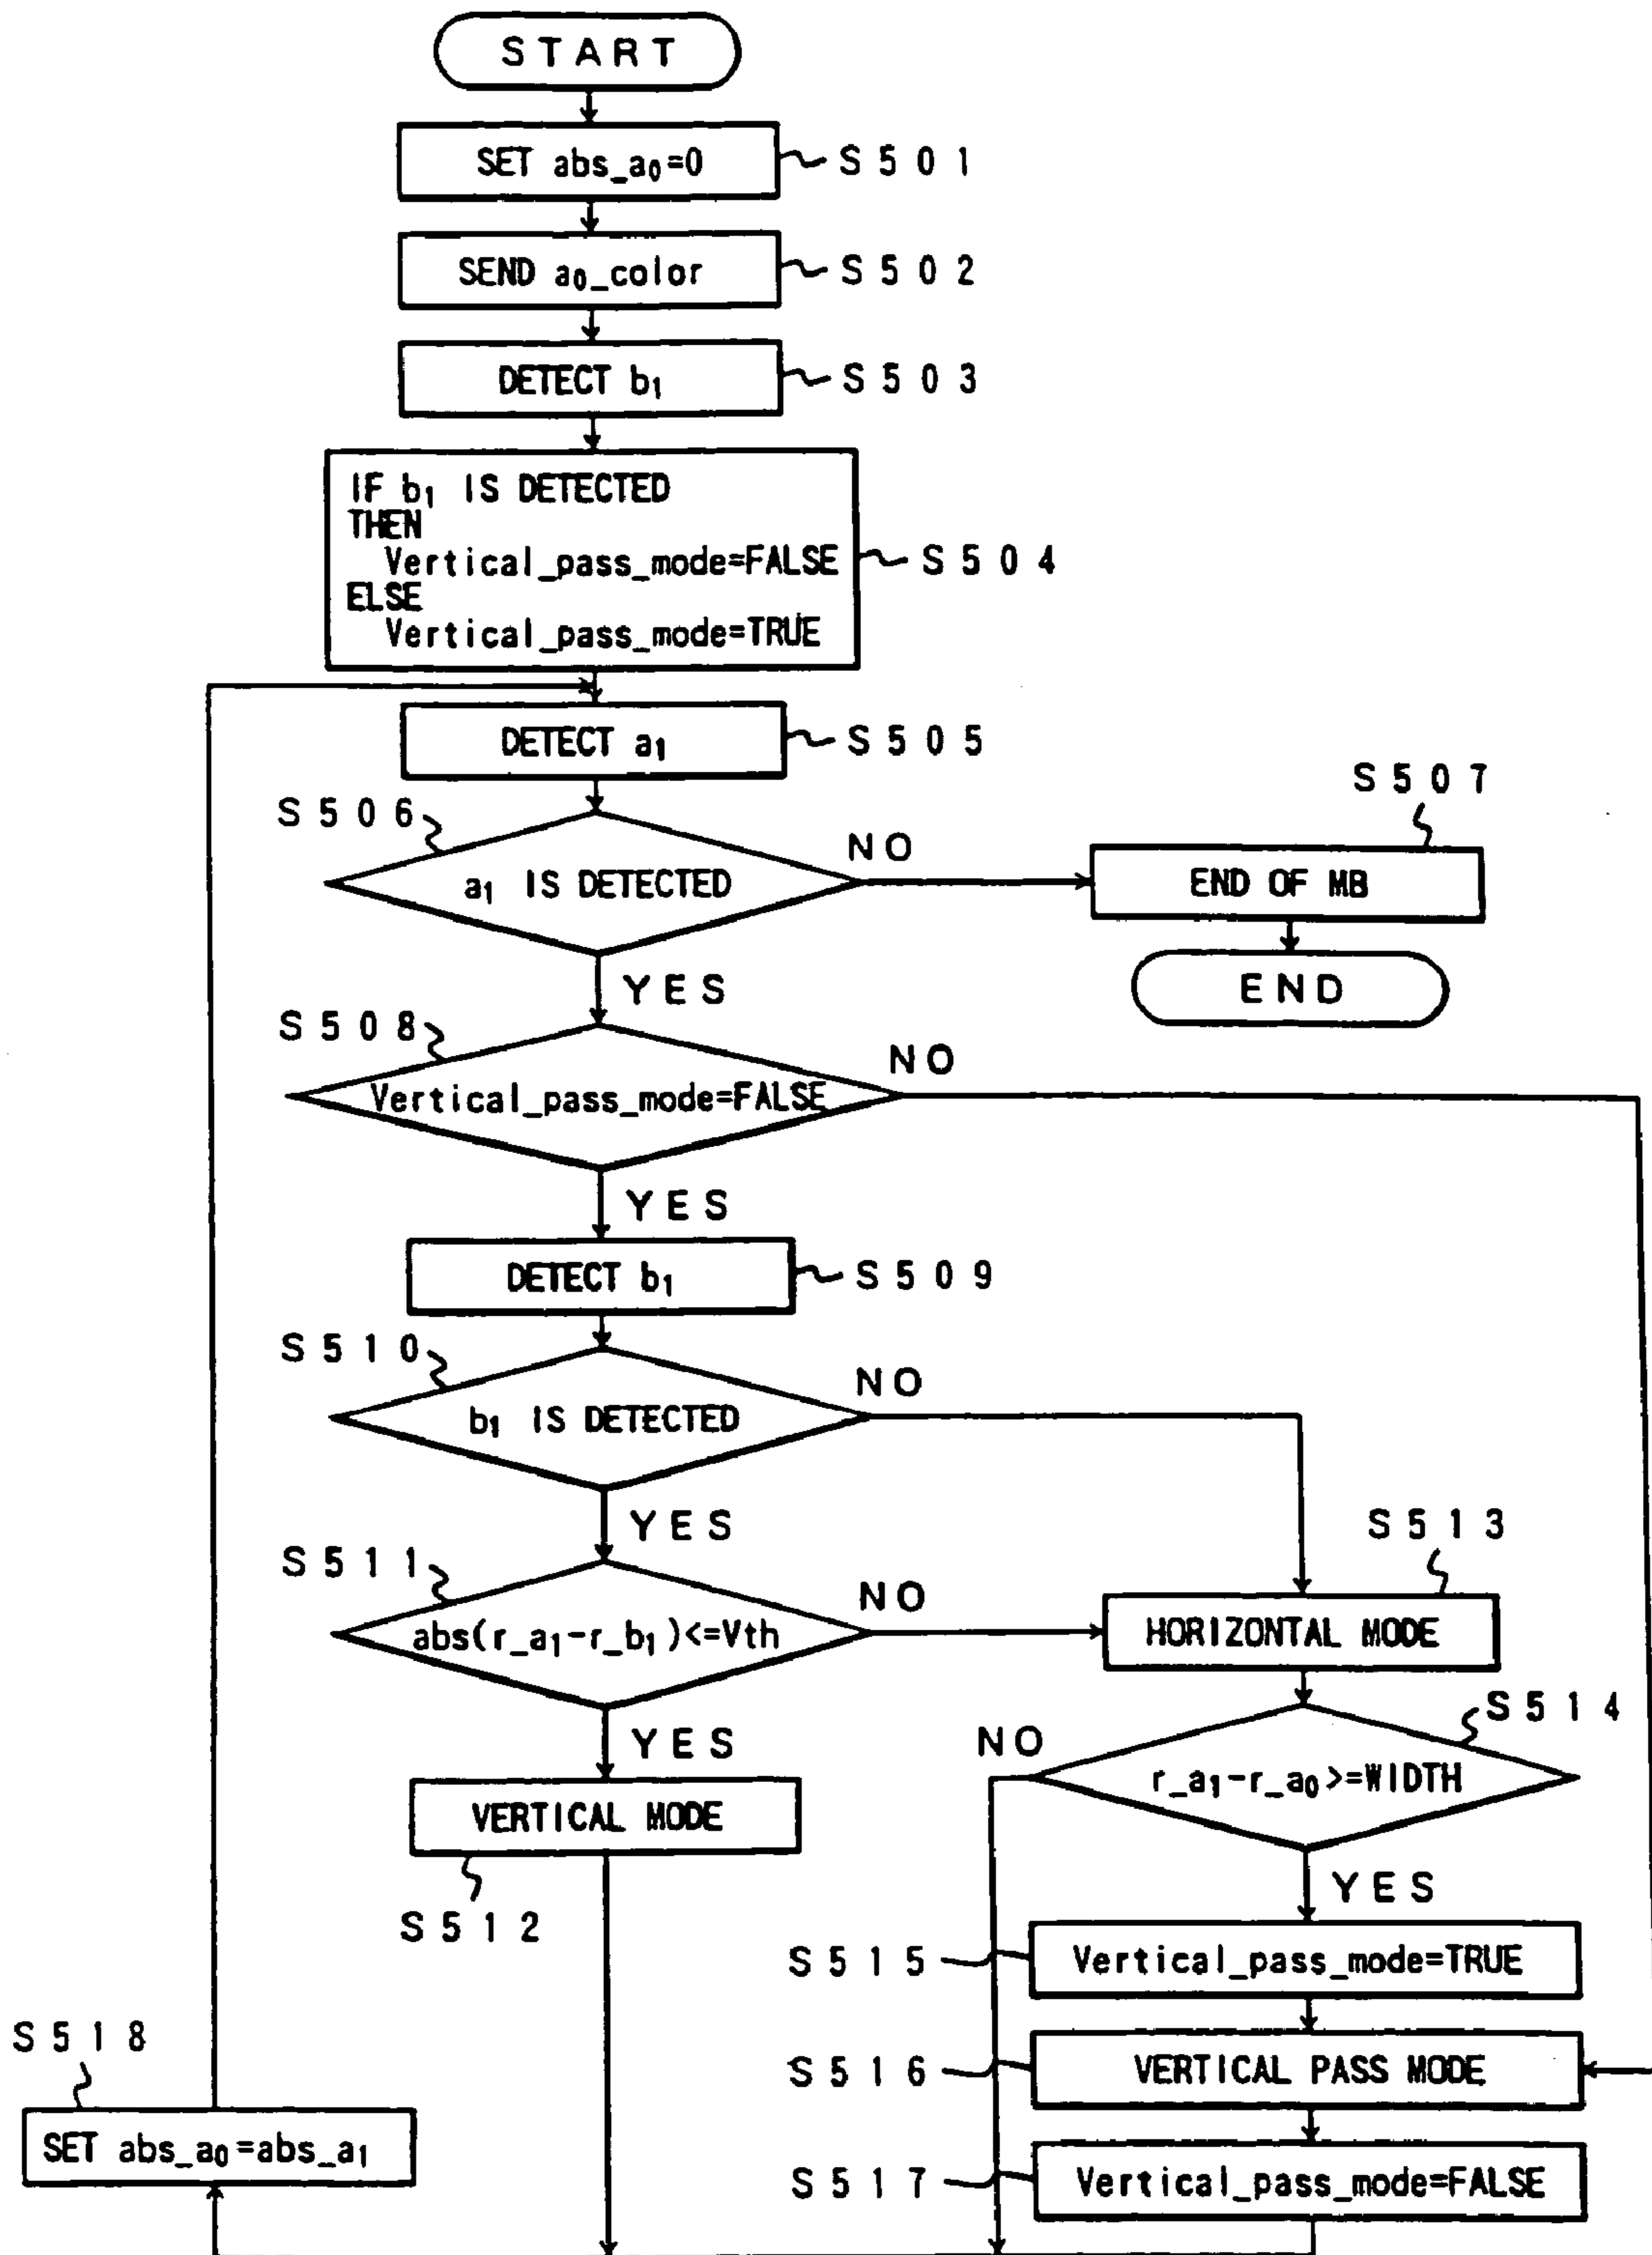 START
SET abs_a₀=0
S501
SEND a₀_color
S502
DETECT b₁
S503
IF b₁ IS DETECTED
THEN
Vertical_pass_mode=FALSE
ELSE
Vertical_pass_mode=TRUE
S504
DETECT a₁
S505
S506
a₁ IS DETECTED
NO
S507
END OF MB
END
YES
S508
Vertical_pass_mode=FALSE
NO
YES
DETECT b₁
S509
S510
b₁ IS DETECTED
NO
YES
S511
abs(r_a₁-r_b₁)<=Vth
NO
S513
HORIZONTAL MODE
YES
VERTICAL MODE
S512
S514
NO
r_a₁-r_a₀>=WIDTH
YES
S515
Vertical_pass_mode=TRUE
S516
VERTICAL PASS MODE
S517
Vertical_pass_mode=FALSE
S518
SET abs_a₀=abs_a₁